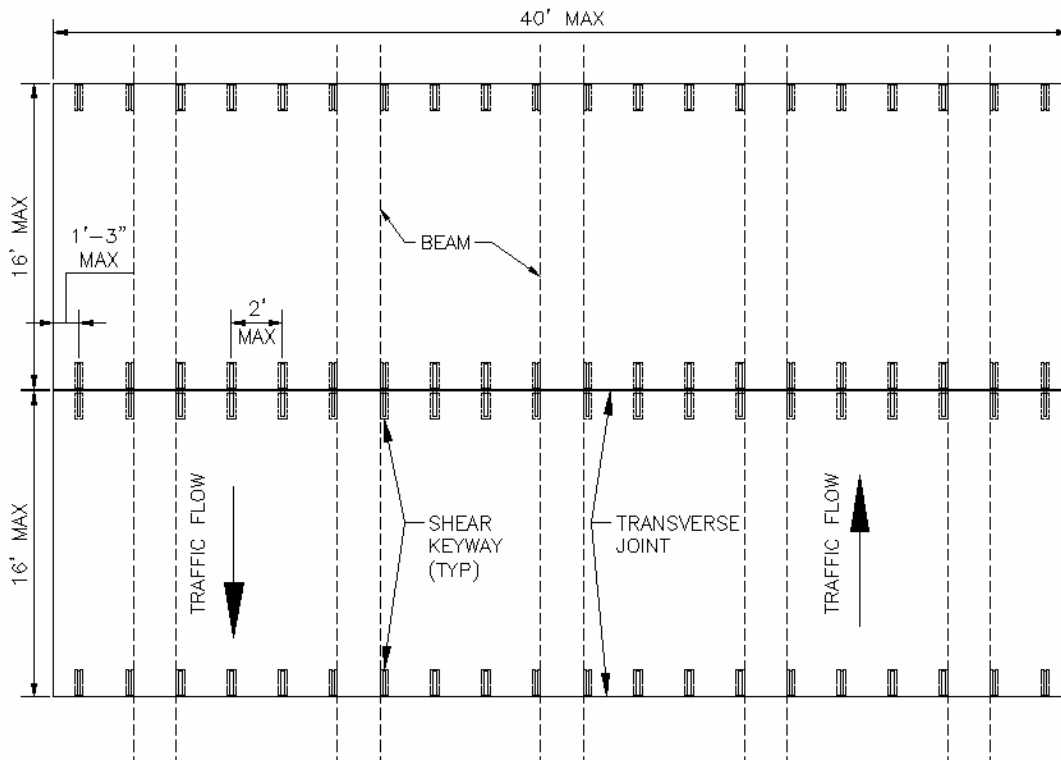 40' MAX
16' MAX
1'-3"
MAX
BEAM
2'
MAX
16' MAX
TRAFFIC FLOW
SHEAR
KEYWAY
(TYP)
TRANSVERSE
JOINT
TRAFFIC FLOW